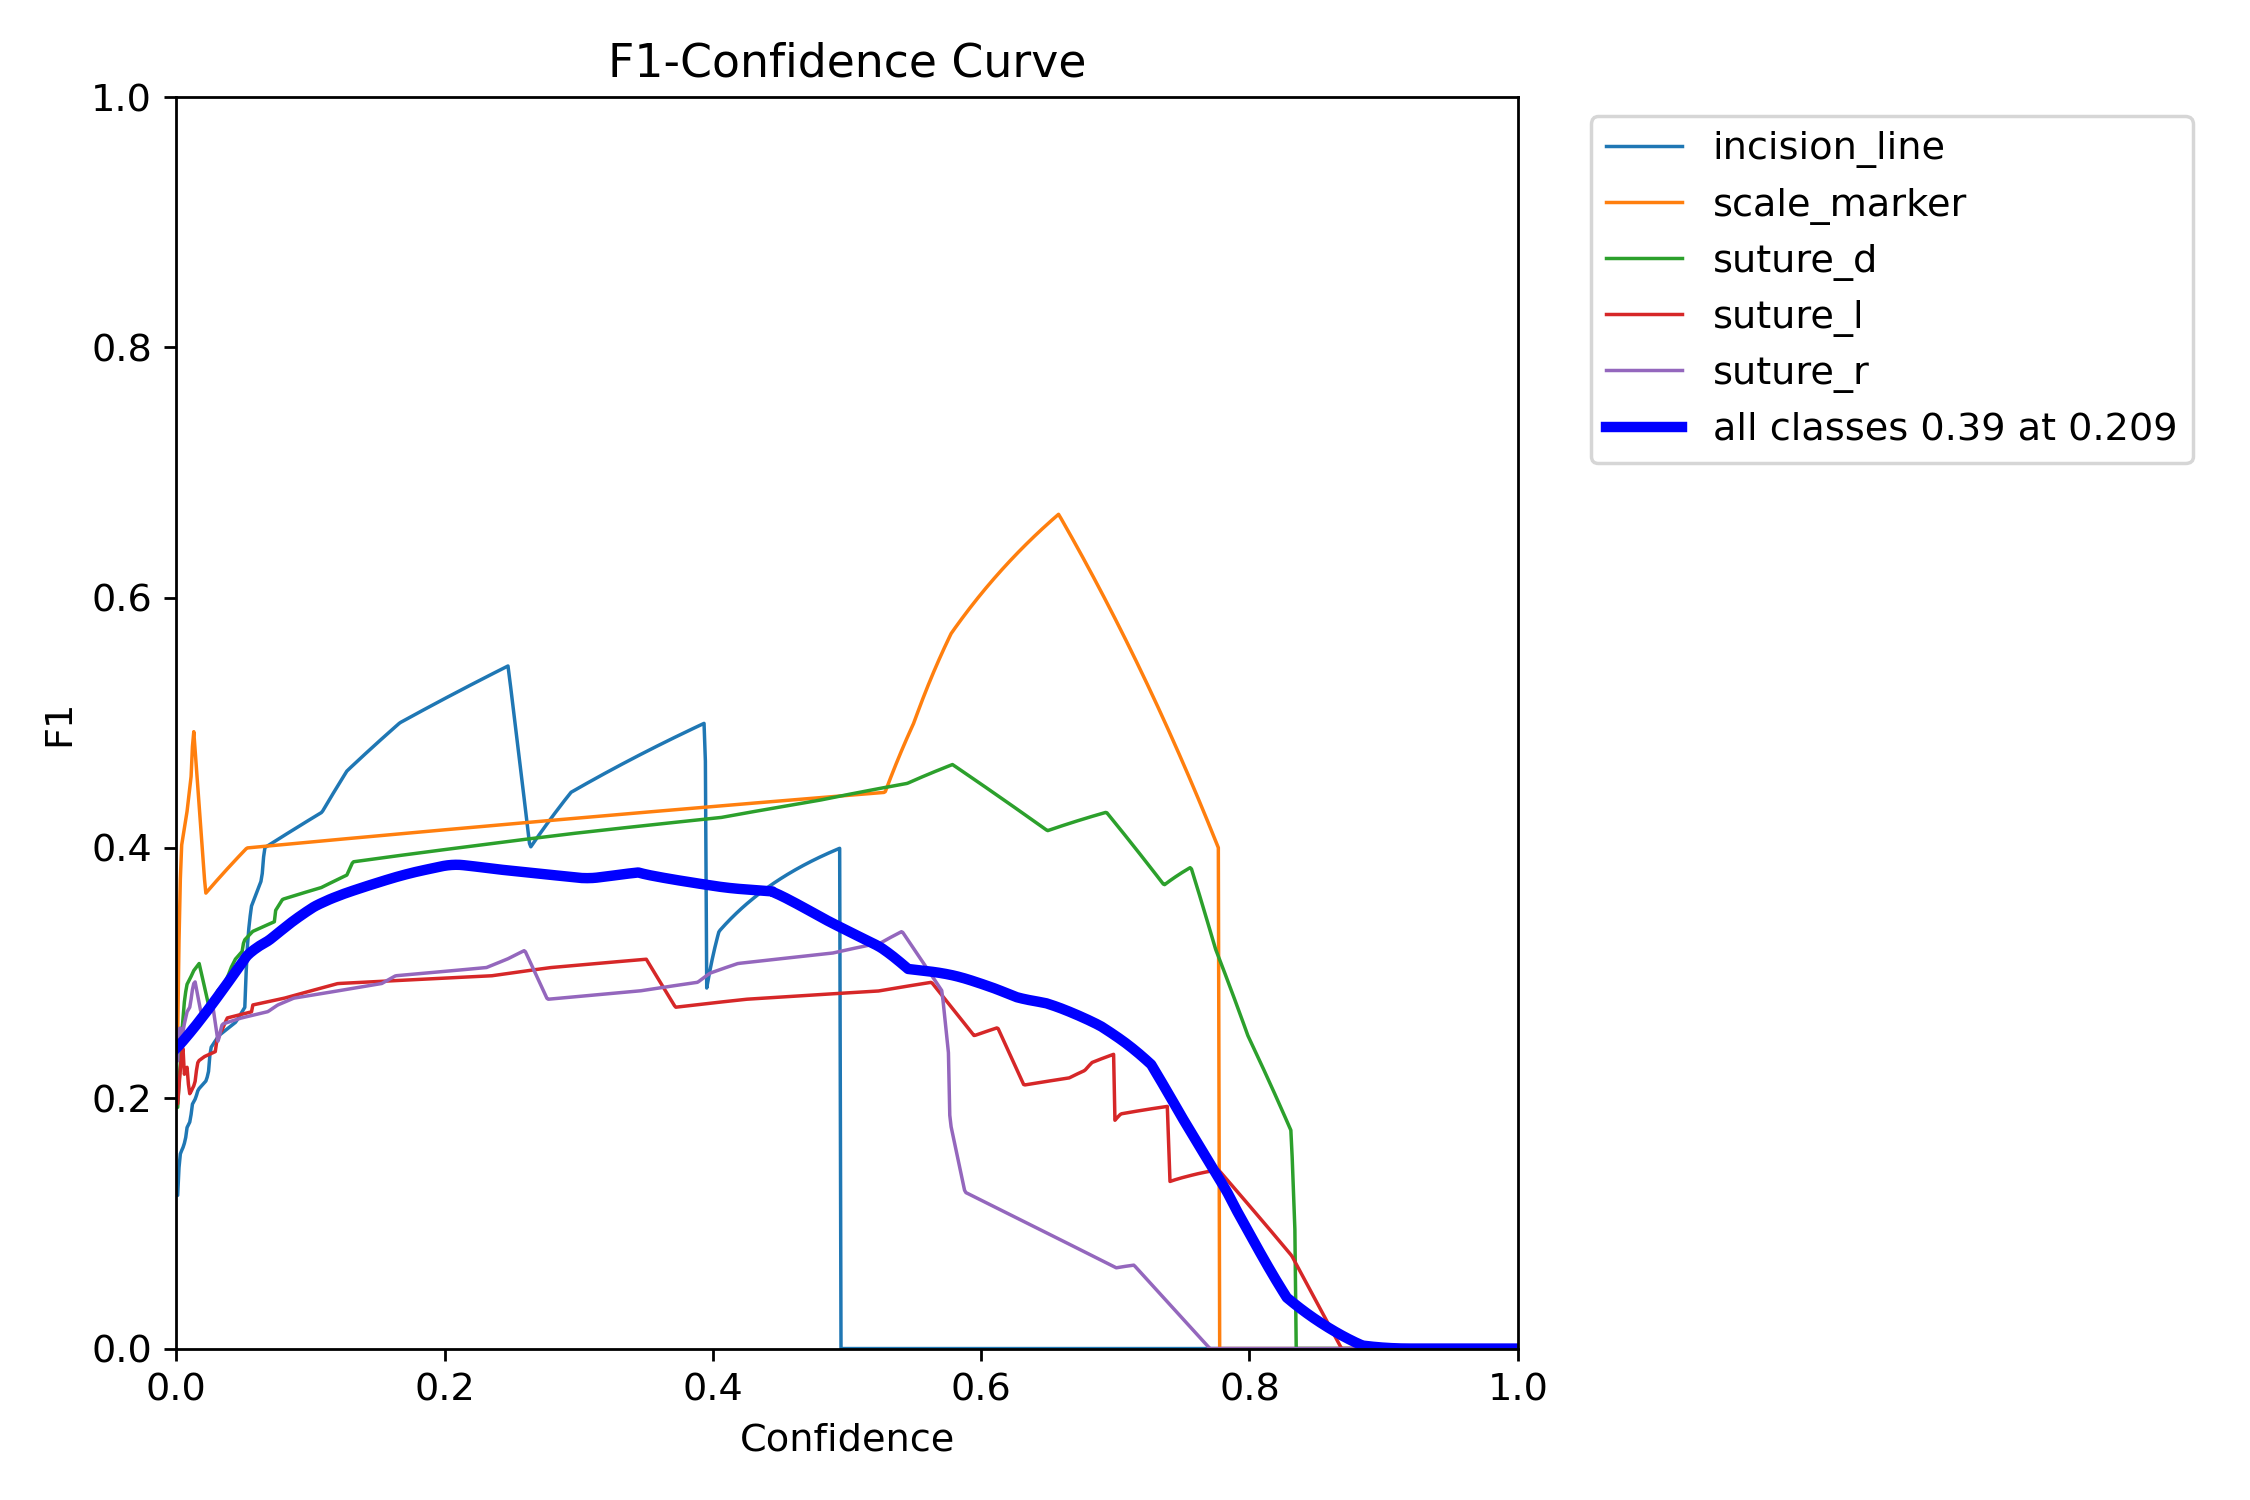 F1-Confidence Curve
1.0
0.8
0.6
0.4
0.2
0.0
F1
0.0 0.2 0.4 0.6 0.8 1.0
Confidence
incision_line
scale_marker
suture_d
suture_l
suture_r
all classes 0.39 at 0.209